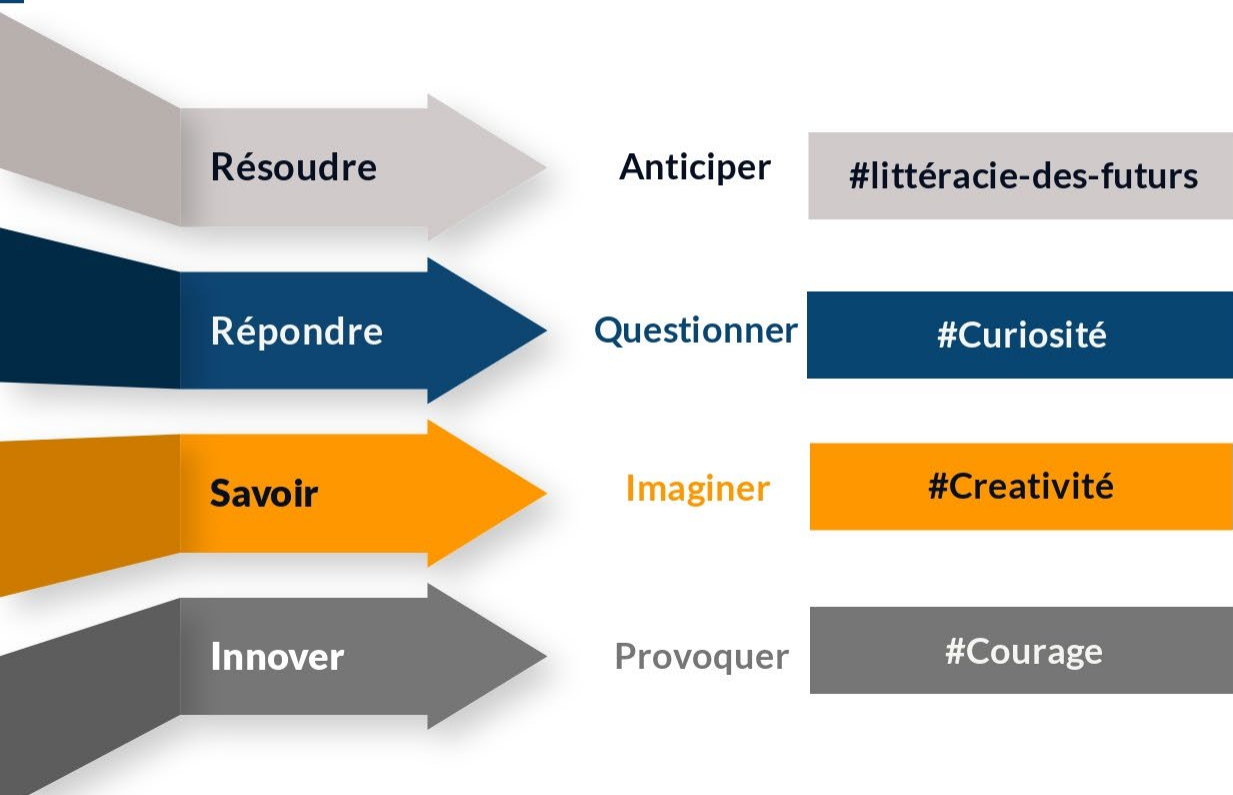 Résoudre Anticiper #littéracie-des-futurs
Répondre Questionner #Curiosité
Savoir Imaginer #Creativité
Innover Provoquer #Courage